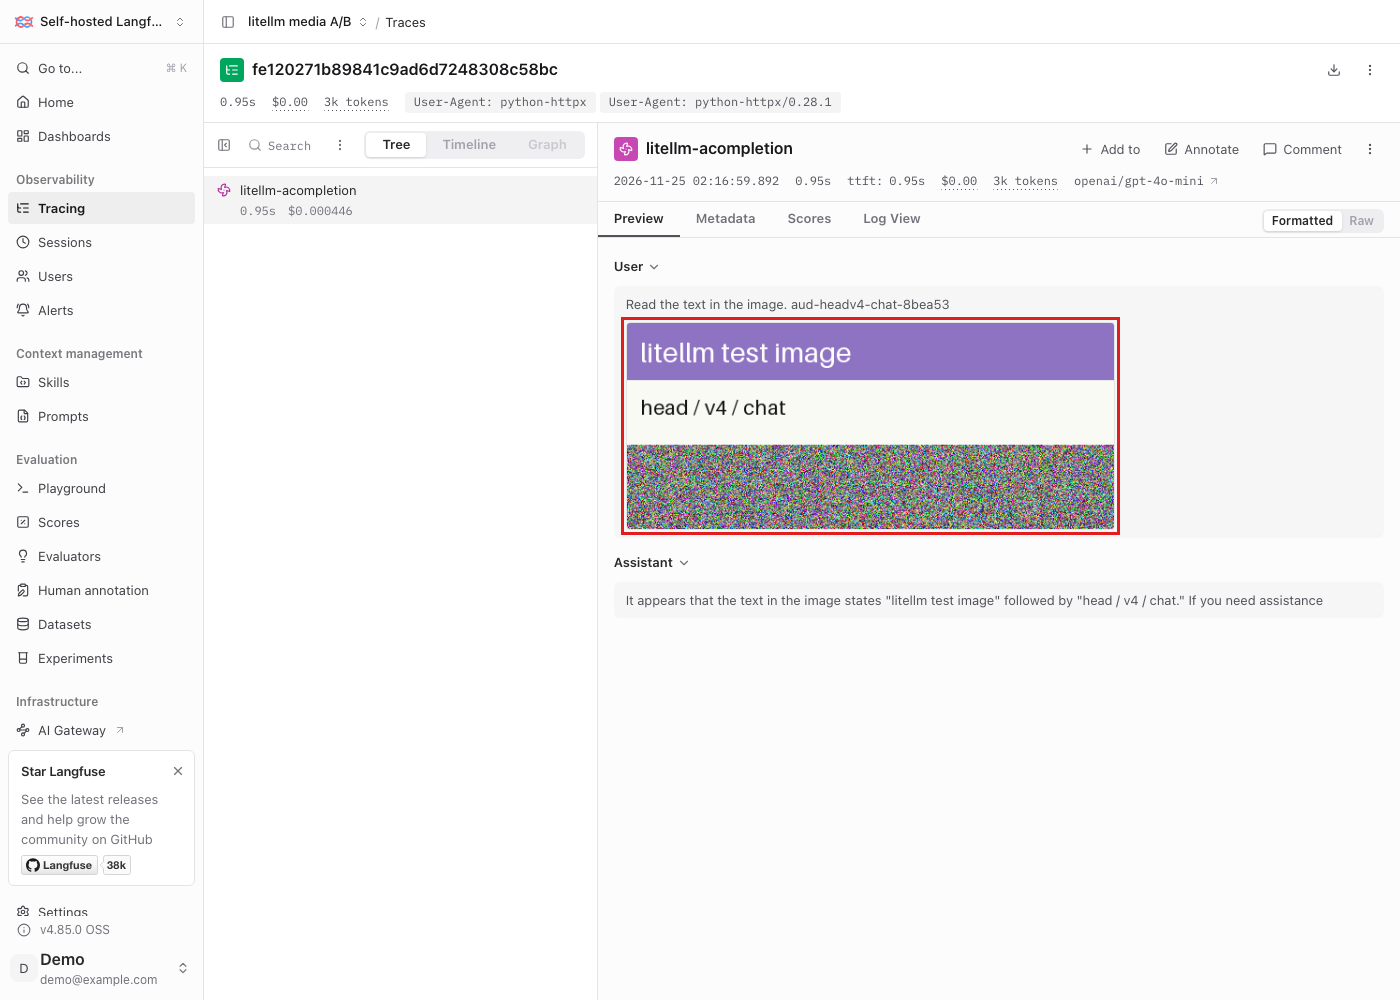 Self-hosted Langf...
litellm media A/B / Traces
Go to...
⌘ K
Home
Dashboards
Observability
Tracing
Sessions
Users
Alerts
Context management
Skills
Prompts
Evaluation
Playground
Scores
Evaluators
Human annotation
Datasets
Experiments
Infrastructure
AI Gateway
Star Langfuse
See the latest releases
and help grow the
community on GitHub
Langfuse 38k
Settings
v4.85.0 OSS
D
Demo
demo@example.com
fe120271b89841c9ad6d7248308c58bc
0.95s $0.00 3k tokens User-Agent: python-httpx User-Agent: python-httpx/0.28.1
Search Tree Timeline Graph
litellm-acompletion
0.95s $0.000446
litellm-acompletion
Add to Annotate Comment
2026-11-25 02:16:59.892 0.95s ttft: 0.95s $0.00 3k tokens openai/gpt-4o-mini
Preview Metadata Scores Log View Formatted Raw
User
Read the text in the image. aud-headv4-chat-8bea53
litellm test image
head / v4 / chat
Assistant
It appears that the text in the image states "litellm test image" followed by "head / v4 / chat." If you need assistance